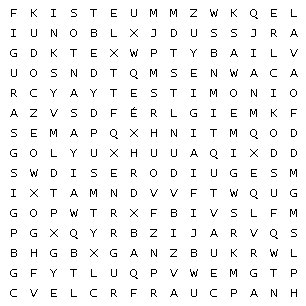 F K I S T E U M M Z W K Q E L
I U N O B L X J D U S S J R A
G D K T E X W P T Y B A I L V
U O S N D T Q M S E N W A C A
R C Y A Y T E S T I M O N I O
A Z V S D F É R L G I E M K F
S E M A P Q X H N I T M Q O D
G O L Y U X H U U A Q I X D D
S W D I S E R O D I U G E S M
I X T A M N D V V F T W Q U G
G O P W T R X F B I V S L F M
P G X Q Y R B Z I J A R V Q S
B H G B X G A N Z B U K R W L
G F Y T L U Q P V W E M G T P
C V E L C R F R A U C P A N H